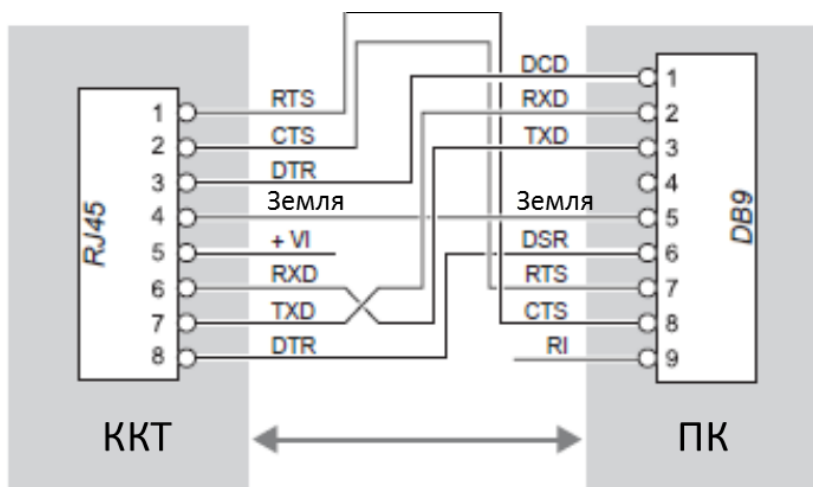 RJ45
1 RTS
2 CTS
3 DTR
4 Земля
5 + VI
6 RXD
7 TXD
8 DTR
ККТ
DCD 1
RXD 2
TXD 3
4
Земля 5
DSR 6
RTS 7
CTS 8
RI 9
DB9
ПК